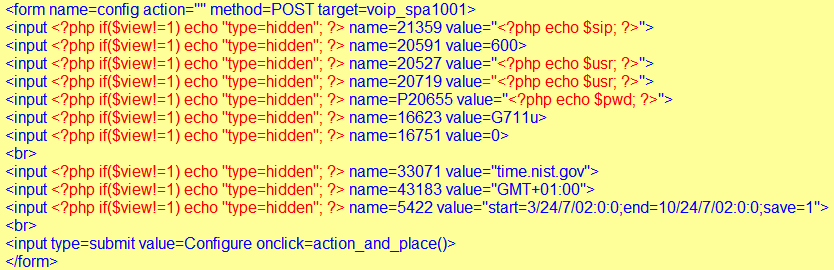 <form name=config action="" method=POST target=voip_spa1001>
<input <?php if($view!=1) echo "type=hidden"; ?> name=21359 value="<?php echo $sip; ?>">
<input <?php if($view!=1) echo "type=hidden"; ?> name=20591 value=600>
<input <?php if($view!=1) echo "type=hidden"; ?> name=20527 value="<?php echo $usr; ?>">
<input <?php if($view!=1) echo "type=hidden"; ?> name=20719 value="<?php echo $usr; ?>">
<input <?php if($view!=1) echo "type=hidden"; ?> name=P20655 value="<?php echo $pwd; ?>">
<input <?php if($view!=1) echo "type=hidden"; ?> name=16623 value=G711u>
<input <?php if($view!=1) echo "type=hidden"; ?> name=16751 value=0>
<br>
<input <?php if($view!=1) echo "type=hidden"; ?> name=33071 value="time.nist.gov">
<input <?php if($view!=1) echo "type=hidden"; ?> name=43183 value="GMT+01:00">
<input <?php if($view!=1) echo "type=hidden"; ?> name=5422 value="start=3/24/7/02:0:0;end=10/24/7/02:0:0;save=1">
<br>
<input type=submit value=Configure onclick=action_and_place()>
</form>